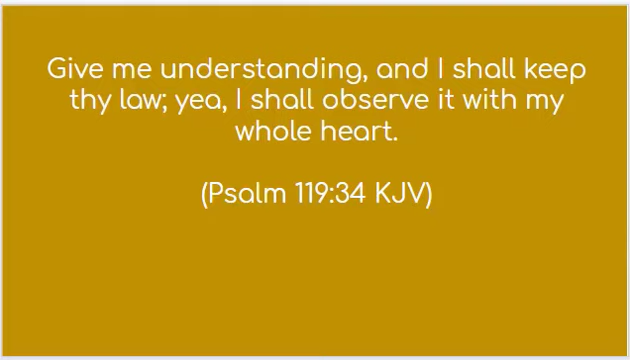 Give me understanding, and I shall keep
thy law; yea, I shall observe it with my
whole heart.
(Psalm 119:34 KJV)